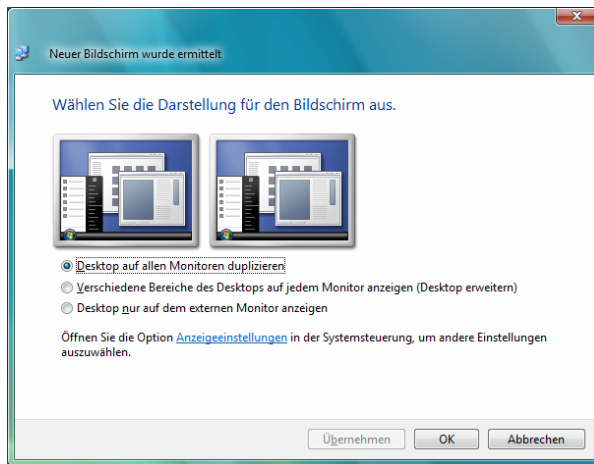 Neuer Bildschirm wurde ermittelt
Wählen Sie die Darstellung für den Bildschirm aus.
Desktop auf allen Monitoren duplizieren
Verschiedene Bereiche des Desktops auf jedem Monitor anzeigen (Desktop erweitern)
Desktop nur auf dem externen Monitor anzeigen
Öffnen Sie die Option Anzeigeeinstellungen in der Systemsteuerung, um andere Einstellungen
auszuwählen.
Übernehmen OK Abbrechen